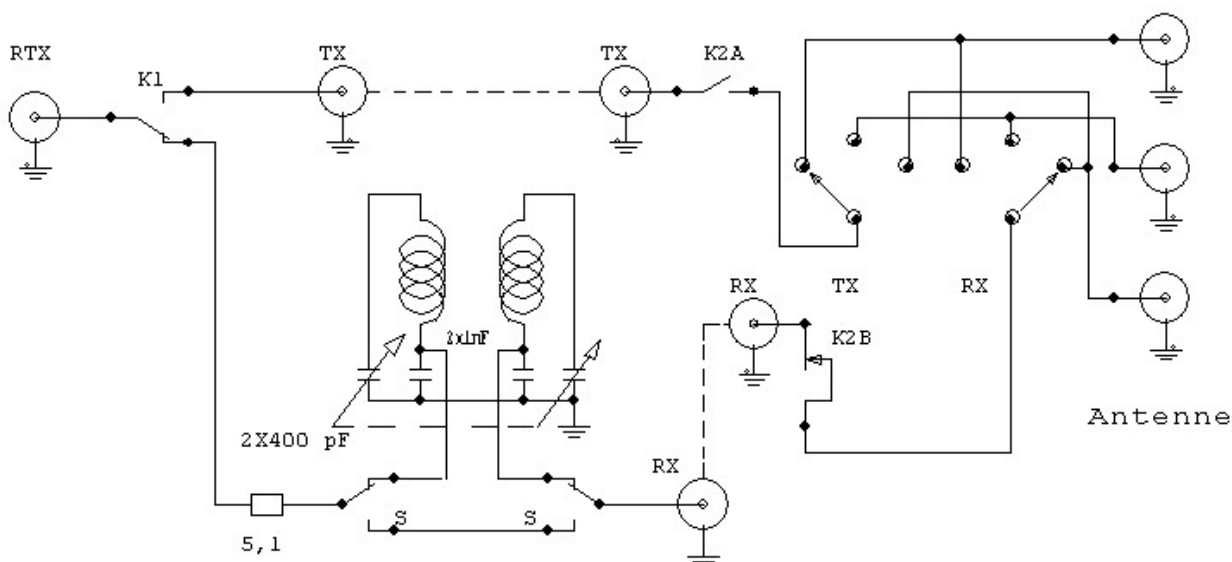 RTX
K1
TX
TX
K2A
2x1nF
RX
TX
RX
K2B
2X400 pF
Antenne
RX
S
S
5,1